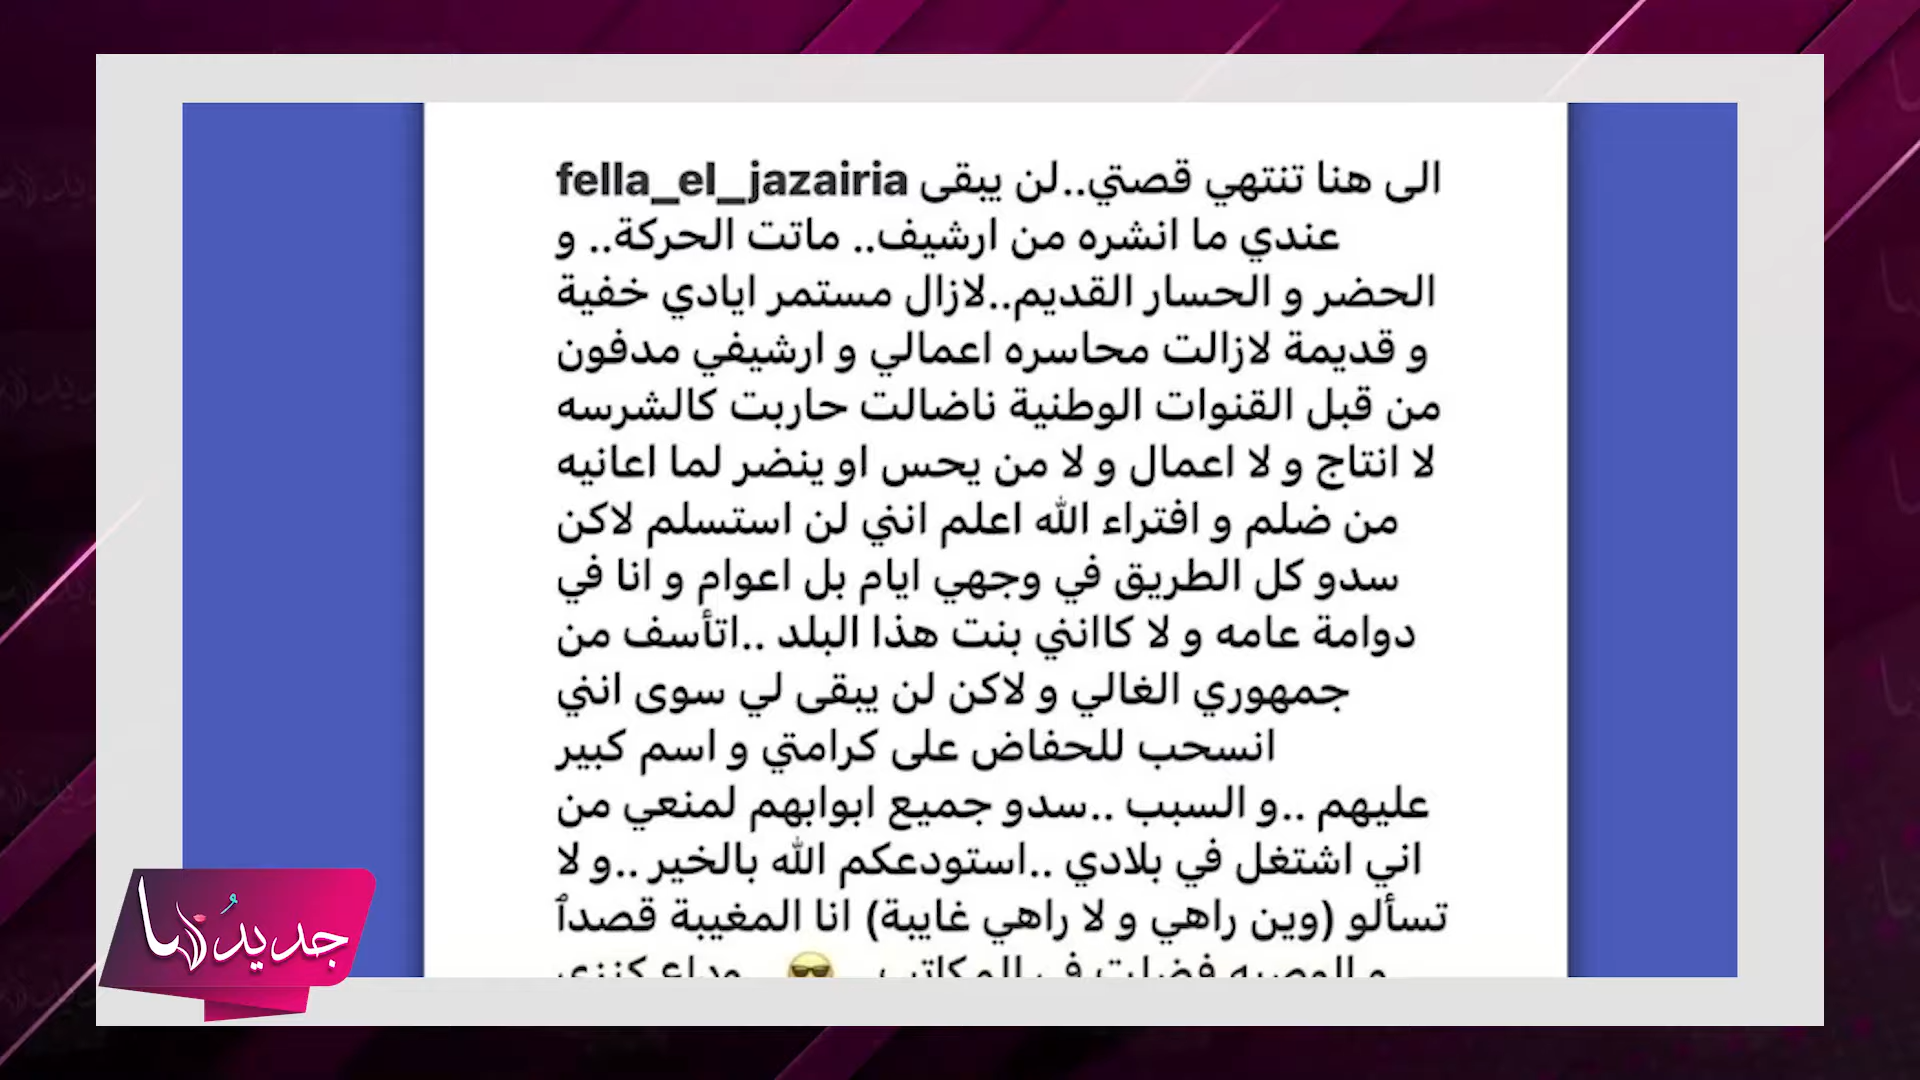 fella_el_jazairia الى هنا تنتهي قصتي..لن يبقى
عندي ما انشره من ارشيف.. ماتت الحركة.. و
الحضر و الحسار القديم..لازال مستمر ايادي خفية
و قديمة لازالت محاسره اعمالي و ارشيفي مدفون
من قبل القنوات الوطنية ناضالت حاربت كالشرسه
لا انتاج و لا اعمال و لا من يحس او ينضر لما اعانيه
من ضلم و افتراء الله اعلم انني لن استسلم لاكن
سدو كل الطريق في وجهي ايام بل اعوام و انا في
دوامة عامه و لا كاانني بنت هذا البلد ..اتأسف من
جمهوري الغالي و لاكن لن يبقى لي سوى انني
انسحب للحفاض على كرامتي و اسم كبير
عليهم ..و السبب ..سدو جميع ابوابهم لمنعي من
اني اشتغل في بلادي ..استودعكم الله بالخير ..و لا
تسألو (وين راهي و لا راهي غايبة) انا المغيبة قصداً
فضلت في المكاتب 😎
جديدُها